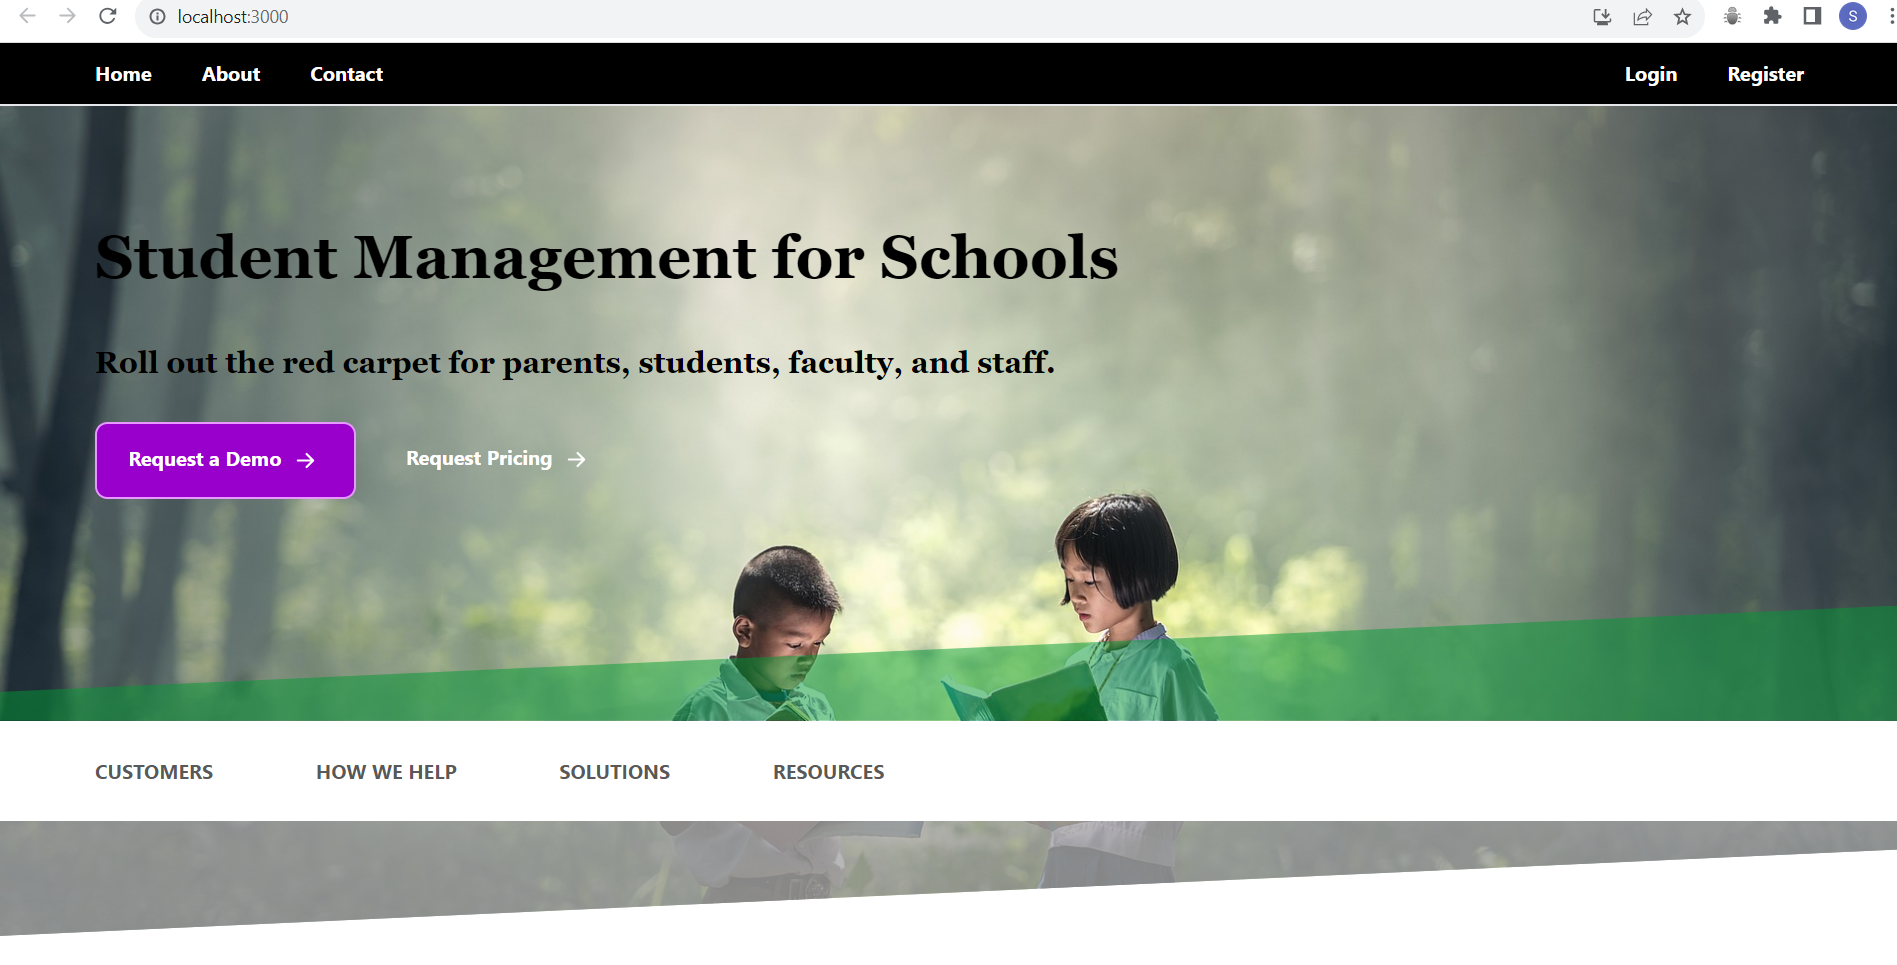 localhost:3000
S
Home About Contact Login Register
Student Management for Schools
Roll out the red carpet for parents, students, faculty, and staff.
Request a Demo → Request Pricing →
CUSTOMERS HOW WE HELP SOLUTIONS RESOURCES